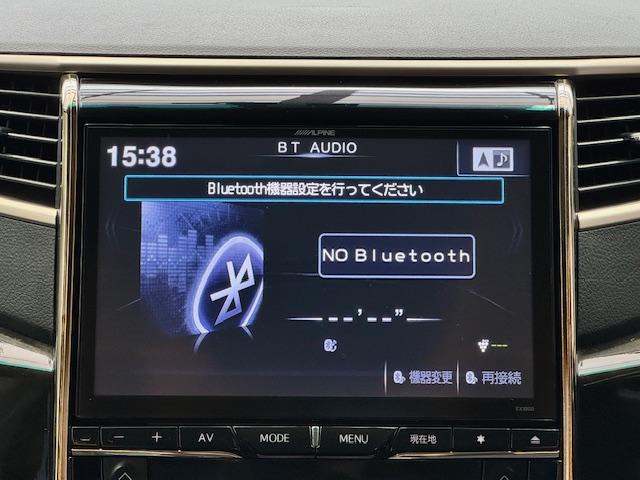 ALPINE
15:38
BT AUDIO
Bluetooth機器設定を行ってください
NO Bluetooth
--'--"
---
機器変更
再接続
EX1000
− + AV MODE MENU 現在地